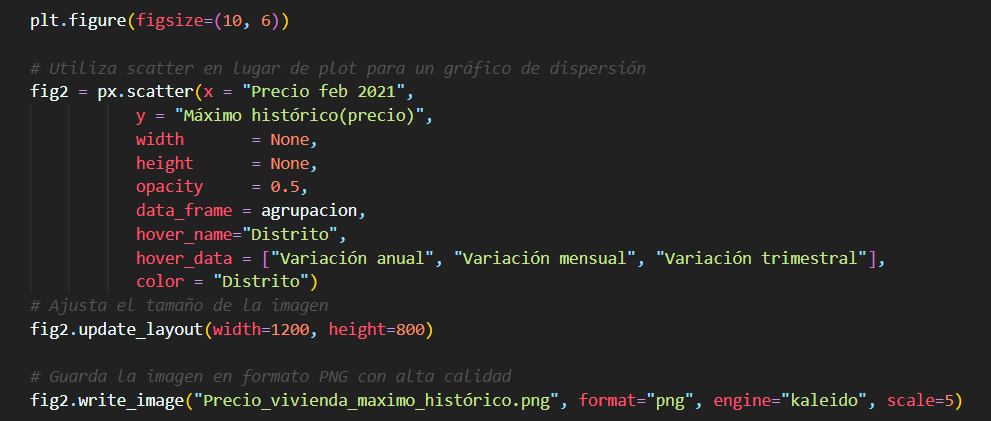 plt.figure(figsize=(10, 6))
# Utiliza scatter en lugar de plot para un gráfico de dispersión
fig2 = px.scatter(x = "Precio feb 2021",
y = "Máximo histórico(precio)",
width = None,
height = None,
opacity = 0.5,
data_frame = agrupacion,
hover_name="Distrito",
hover_data = ["Variación anual", "Variación mensual", "Variación trimestral"],
color = "Distrito")
# Ajusta el tamaño de la imagen
fig2.update_layout(width=1200, height=800)
# Guarda la imagen en formato PNG con alta calidad
fig2.write_image("Precio_vivienda_maximo_histórico.png", format="png", engine="kaleido", scale=5)